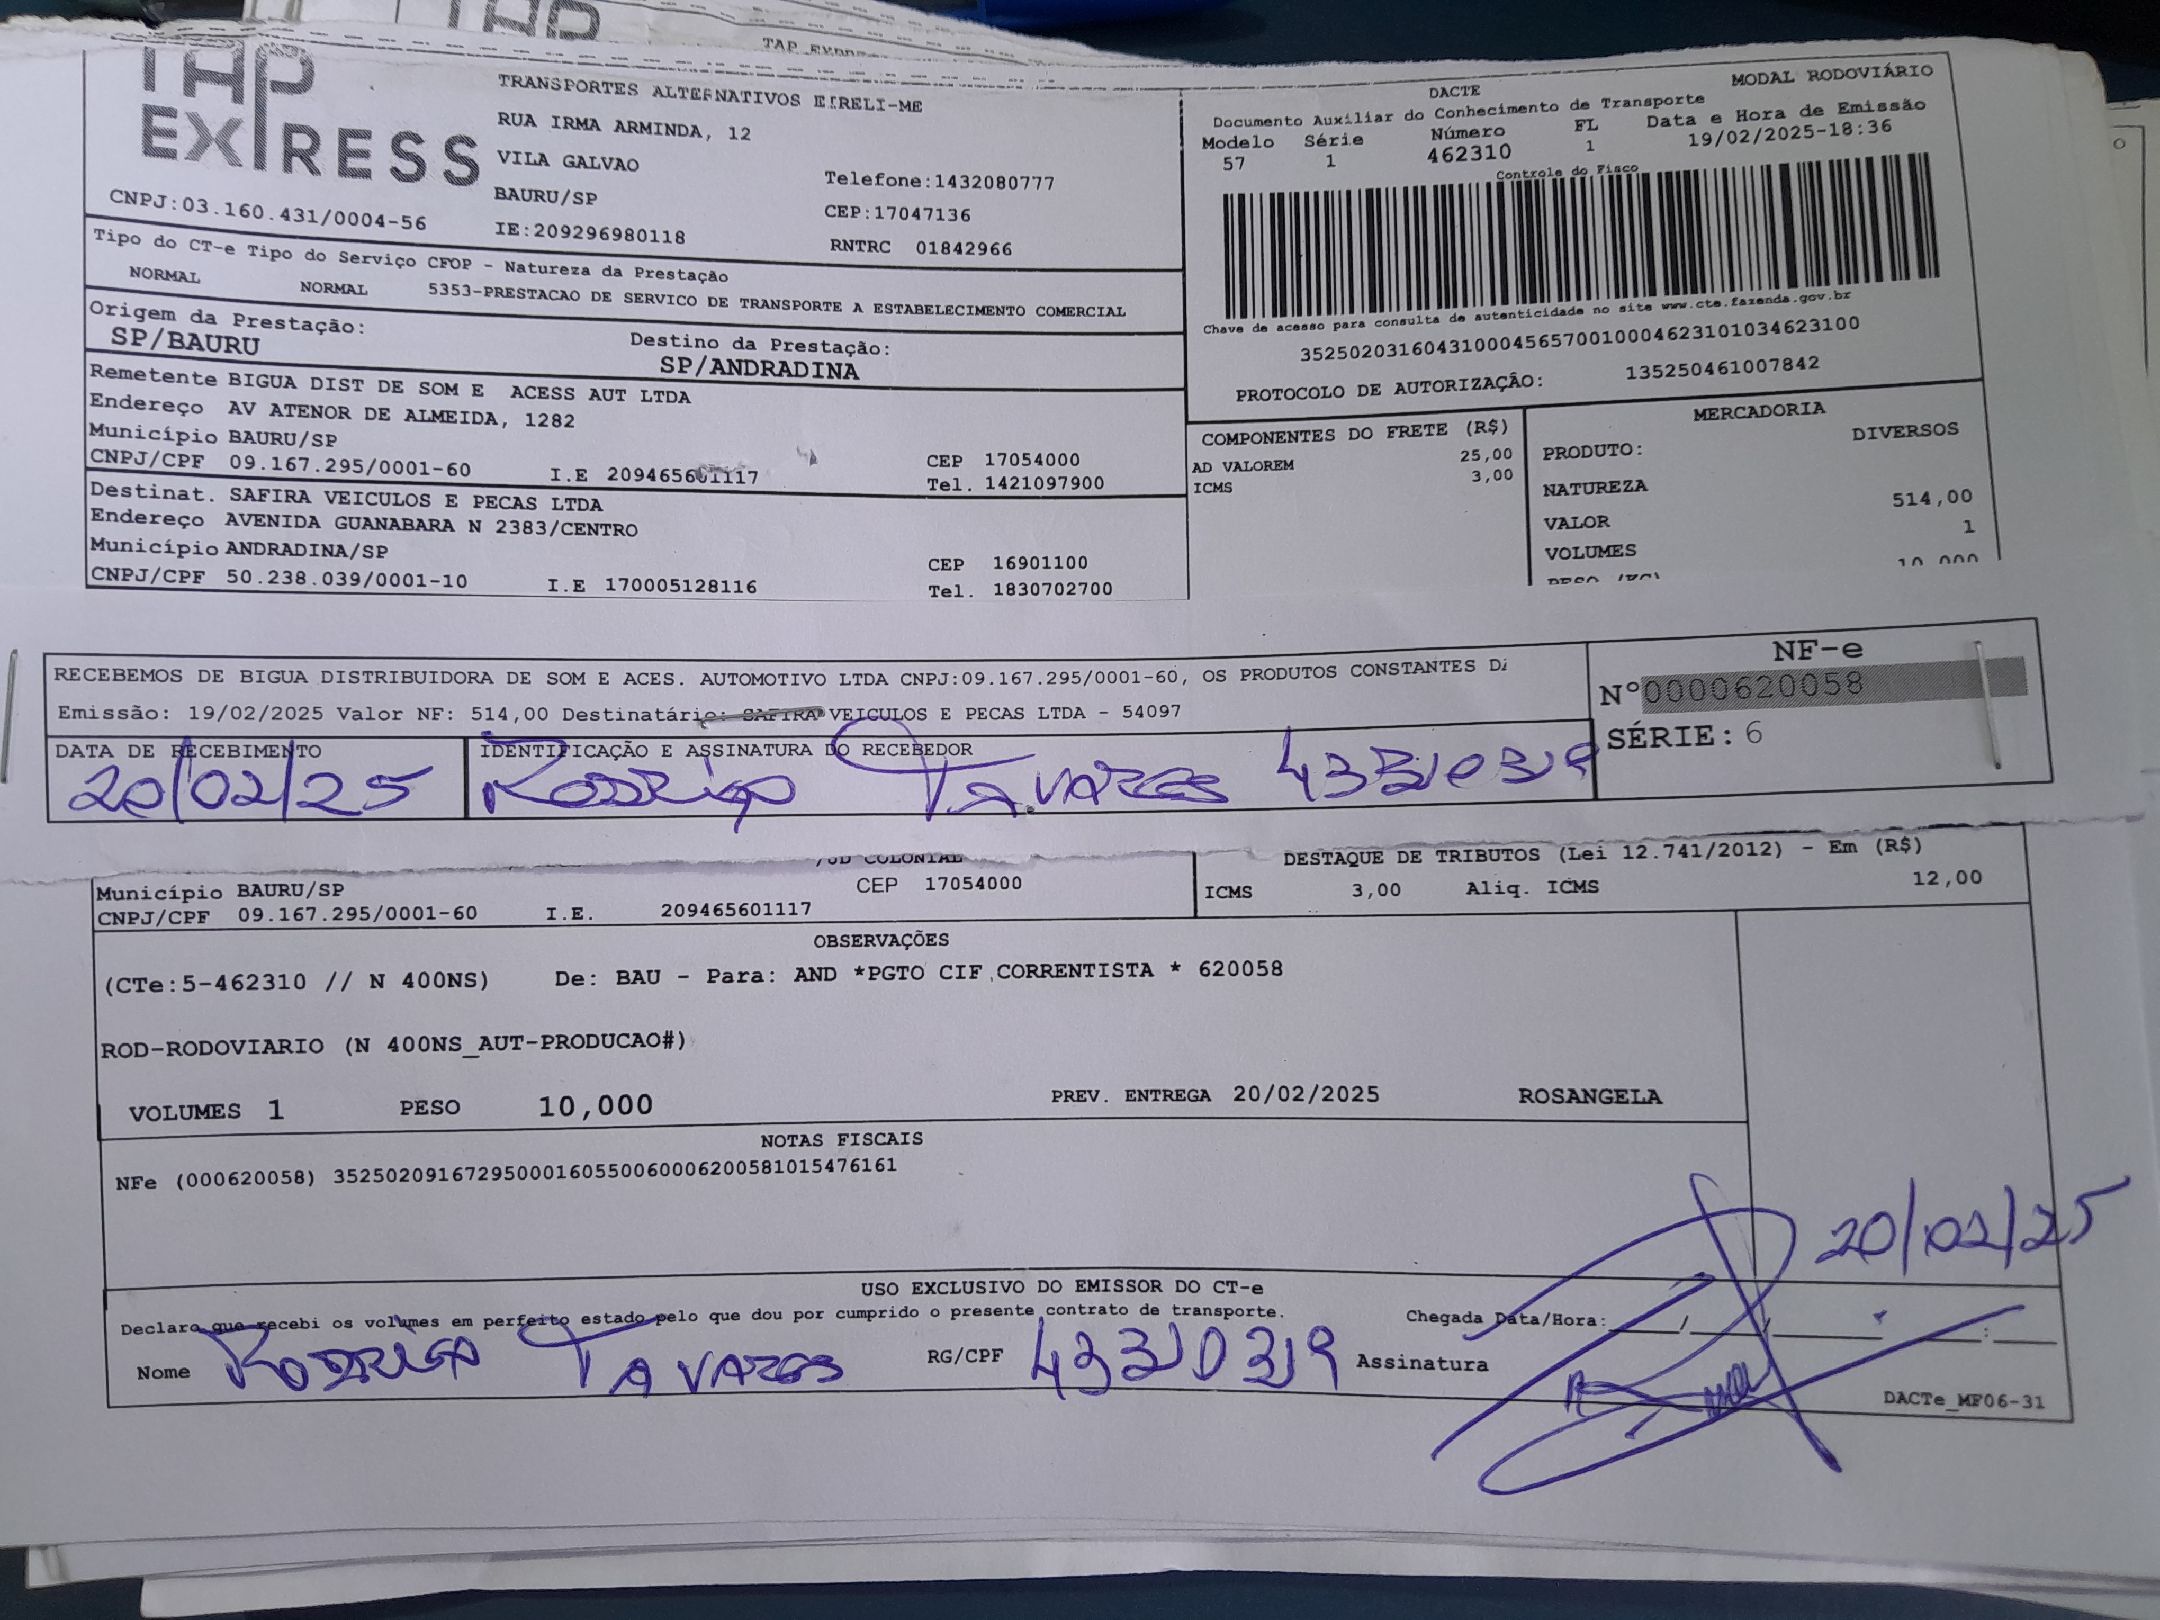 TAP EXPRESS
TRANSPORTES ALTERNATIVOS EIRELI-ME
RUA IRMA ARMINDA, 12
VILA GALVAO
Telefone:1432080777
BAURU/SP
CEP:17047136
CNPJ:03.160.431/0004-56
IE:209296980118
RNTRC 01842966
DACTE
MODAL RODOVIÁRIO
Documento Auxiliar do Conhecimento de Transporte
Modelo Série Número FL Data e Hora de Emissão
57 1 462310 1 19/02/2025-18:36
Controle do Fisco
Chave de acesso para consulta de autenticidade no site www.cte.fazenda.gov.br
35250203160431000456570010004623101034623100
PROTOCOLO DE AUTORIZAÇÃO: 135250461007842
Tipo do CT-e Tipo do Serviço CFOP - Natureza da Prestação
NORMAL NORMAL 5353-PRESTACAO DE SERVICO DE TRANSPORTE A ESTABELECIMENTO COMERCIAL
Origem da Prestação: Destino da Prestação:
SP/BAURU SP/ANDRADINA
Remetente BIGUA DIST DE SOM E ACESS AUT LTDA
Endereço AV ATENOR DE ALMEIDA, 1282
Município BAURU/SP CEP 17054000
CNPJ/CPF 09.167.295/0001-60 I.E 209465601117 Tel. 1421097900
Destinat. SAFIRA VEICULOS E PECAS LTDA
Endereço AVENIDA GUANABARA N 2383/CENTRO
Município ANDRADINA/SP CEP 16901100
CNPJ/CPF 50.238.039/0001-10 I.E 170005128116 Tel. 1830702700
COMPONENTES DO FRETE (R$)
AD VALOREM 25,00
ICMS 3,00
MERCADORIA
PRODUTO: DIVERSOS
NATUREZA
VALOR 514,00
VOLUMES 1
PESO (KG) 10,000
RECEBEMOS DE BIGUA DISTRIBUIDORA DE SOM E ACES. AUTOMOTIVO LTDA CNPJ:09.167.295/0001-60, OS PRODUTOS CONSTANTES DA
Emissão: 19/02/2025 Valor NF: 514,00 Destinatário: SAFIRA VEICULOS E PECAS LTDA - 54097
NF-e
Nº0000620058
SÉRIE: 6
DATA DE RECEBIMENTO IDENTIFICAÇÃO E ASSINATURA DO RECEBEDOR
20/02/25 Rodrigo Tavares 43310319
/JD COLONIAL
Município BAURU/SP CEP 17054000
CNPJ/CPF 09.167.295/0001-60 I.E. 209465601117
DESTAQUE DE TRIBUTOS (Lei 12.741/2012) - Em (R$)
ICMS 3,00 Aliq. ICMS 12,00
OBSERVAÇÕES
(CTe:5-462310 // N 400NS) De: BAU - Para: AND *PGTO CIF CORRENTISTA * 620058
ROD-RODOVIARIO (N 400NS_AUT-PRODUCAO#)
VOLUMES 1 PESO 10,000 PREV. ENTREGA 20/02/2025 ROSANGELA
NOTAS FISCAIS
NFe (000620058) 35250209167295000160550060006200581015476161
20/02/25
USO EXCLUSIVO DO EMISSOR DO CT-e
Declaro que recebi os volumes em perfeito estado pelo que dou por cumprido o presente contrato de transporte. Chegada Data/Hora:
Nome Rodrigo Tavares RG/CPF 43310319 Assinatura
DACTe_MF06-31